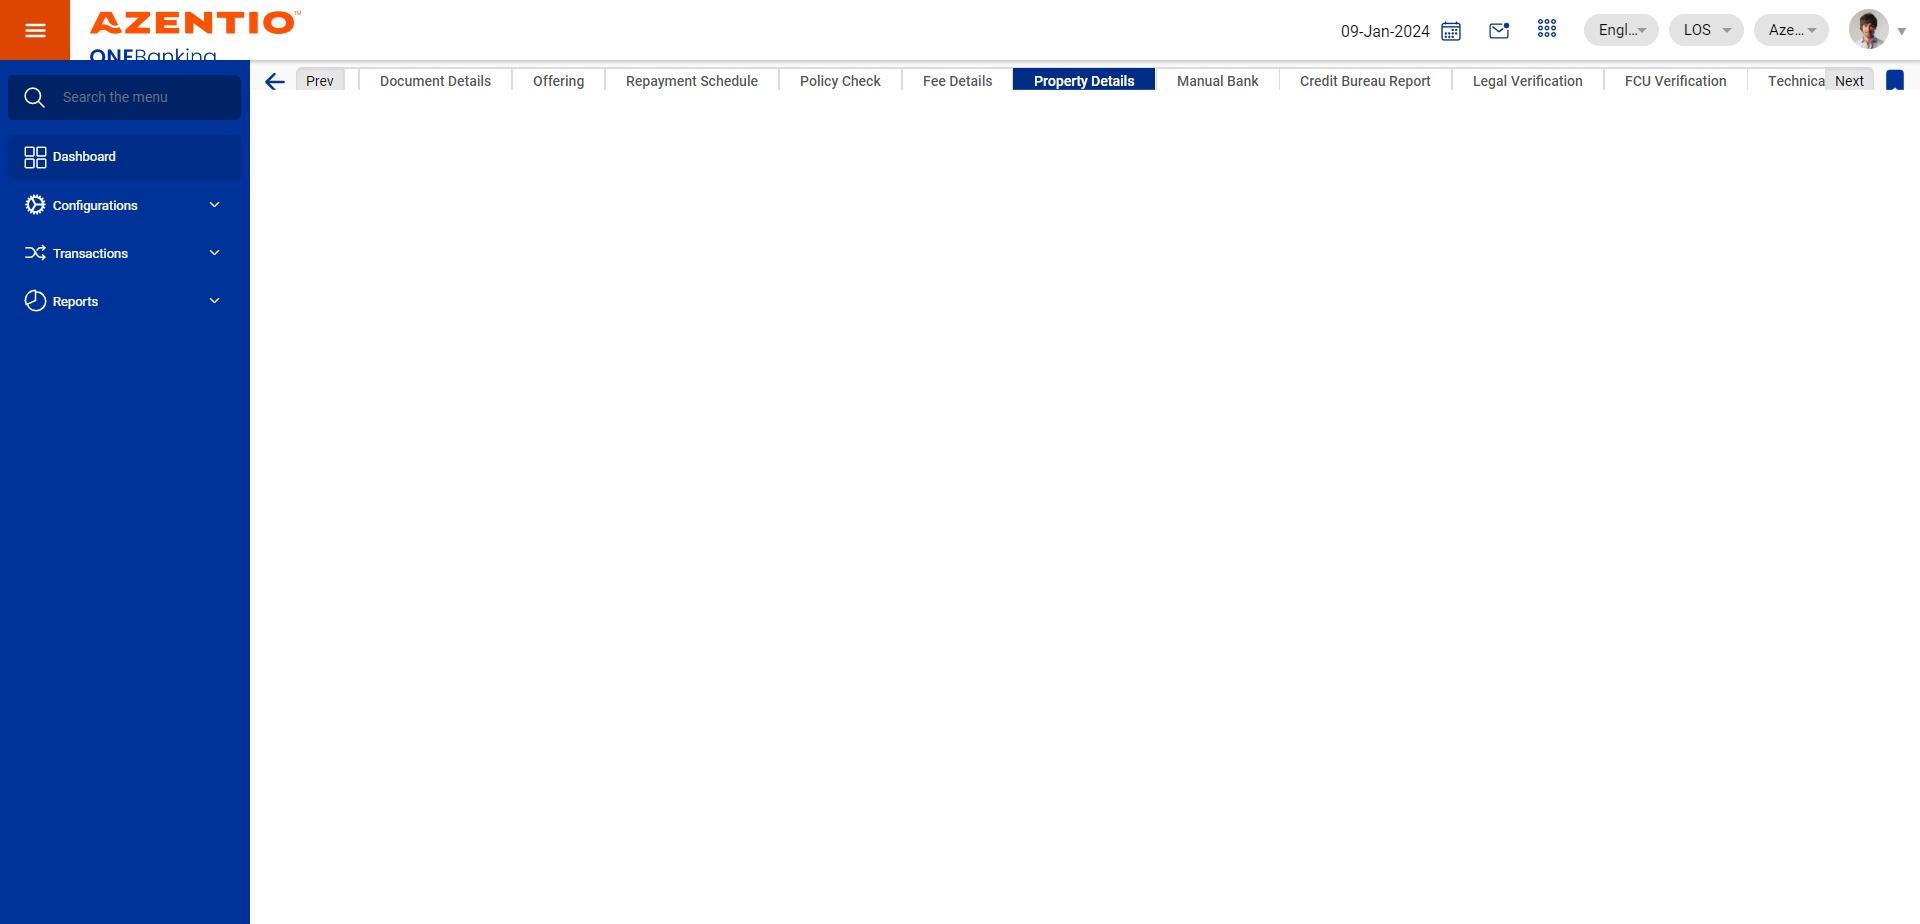 AZENTIO™
ONEBanking
09-Jan-2024
Engl...
LOS
Aze...
Search the menu
Dashboard
Configurations
Transactions
Reports
Prev
Document Details
Offering
Repayment Schedule
Policy Check
Fee Details
Property Details
Manual Bank
Credit Bureau Report
Legal Verification
FCU Verification
Technica
Next